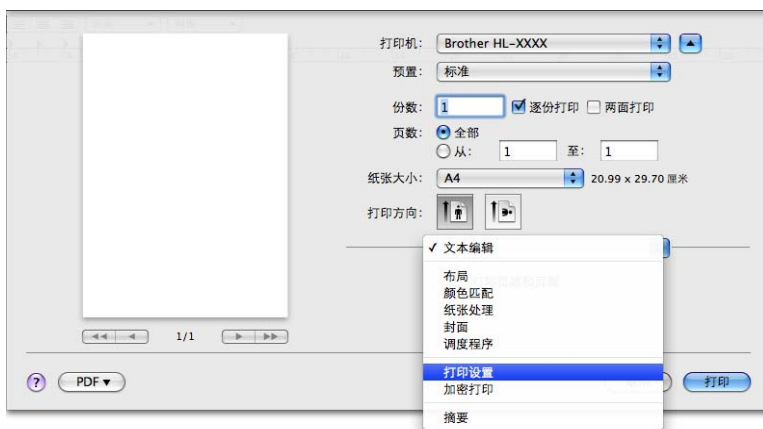 打印机: Brother HL-XXXX
预置: 标准
份数: 1 逐份打印 两面打印
页数: 全部
从: 1 至: 1
纸张大小: A4 20.99 x 29.70 厘米
打印方向:
✓ 文本编辑
布局
颜色匹配
纸张处理
封面
调度程序
打印设置
加密打印
摘要
1/1
? PDF▼ 打印